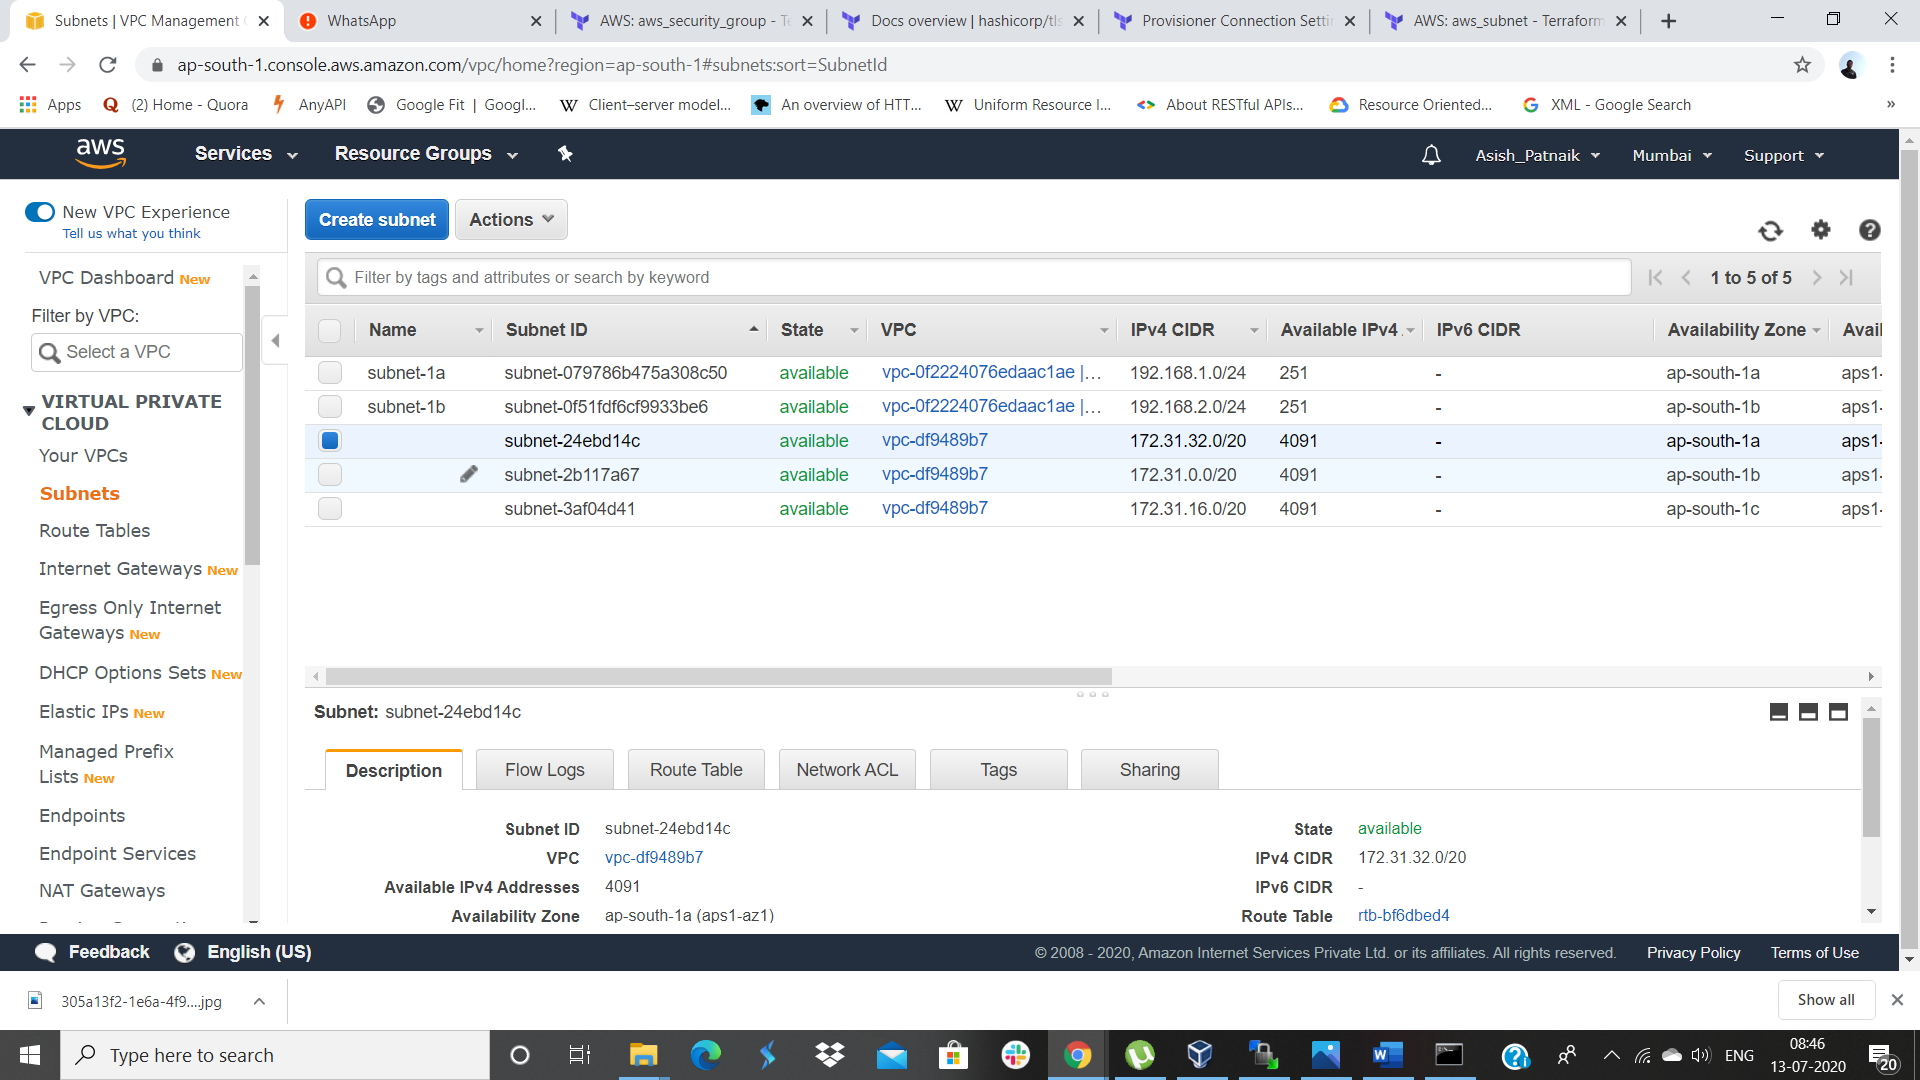 Subnets | VPC Management
WhatsApp
AWS: aws_security_group - Te
Docs overview | hashicorp/tls
Provisioner Connection Settin
AWS: aws_subnet - Terraform
ap-south-1.console.aws.amazon.com/vpc/home?region=ap-south-1#subnets:sort=SubnetId
Apps
(2) Home - Quora
AnyAPI
Google Fit | Googl...
Client–server model...
An overview of HTT...
Uniform Resource I...
About RESTful APIs...
Resource Oriented...
XML - Google Search
»
aws
Services
Resource Groups
Asish_Patnaik
Mumbai
Support
New VPC Experience
Tell us what you think
VPC Dashboard New
Filter by VPC:
Select a VPC
VIRTUAL PRIVATE
CLOUD
Your VPCs
Subnets
Route Tables
Internet Gateways New
Egress Only Internet
Gateways New
DHCP Options Sets New
Elastic IPs New
Managed Prefix
Lists New
Endpoints
Endpoint Services
NAT Gateways
Create subnet
Actions
Filter by tags and attributes or search by keyword
1 to 5 of 5
Name Subnet ID State VPC IPv4 CIDR Available IPv4 IPv6 CIDR Availability Zone Avail
subnet-1a subnet-079786b475a308c50 available vpc-0f2224076edaac1ae |... 192.168.1.0/24 251 - ap-south-1a aps1-
subnet-1b subnet-0f51fdf6cf9933be6 available vpc-0f2224076edaac1ae |... 192.168.2.0/24 251 - ap-south-1b aps1-
subnet-24ebd14c available vpc-df9489b7 172.31.32.0/20 4091 - ap-south-1a aps1-
subnet-2b117a67 available vpc-df9489b7 172.31.0.0/20 4091 - ap-south-1b aps1-
subnet-3af04d41 available vpc-df9489b7 172.31.16.0/20 4091 - ap-south-1c aps1-
Subnet: subnet-24ebd14c
Description
Flow Logs
Route Table
Network ACL
Tags
Sharing
Subnet ID subnet-24ebd14c
VPC vpc-df9489b7
Available IPv4 Addresses 4091
Availability Zone ap-south-1a (aps1-az1)
State available
IPv4 CIDR 172.31.32.0/20
IPv6 CIDR -
Route Table rtb-bf6dbed4
Feedback
English (US)
© 2008 - 2020, Amazon Internet Services Private Ltd. or its affiliates. All rights reserved.
Privacy Policy
Terms of Use
305a13f2-1e6a-4f9....jpg
Show all
Type here to search
ENG
08:46
13-07-2020
20